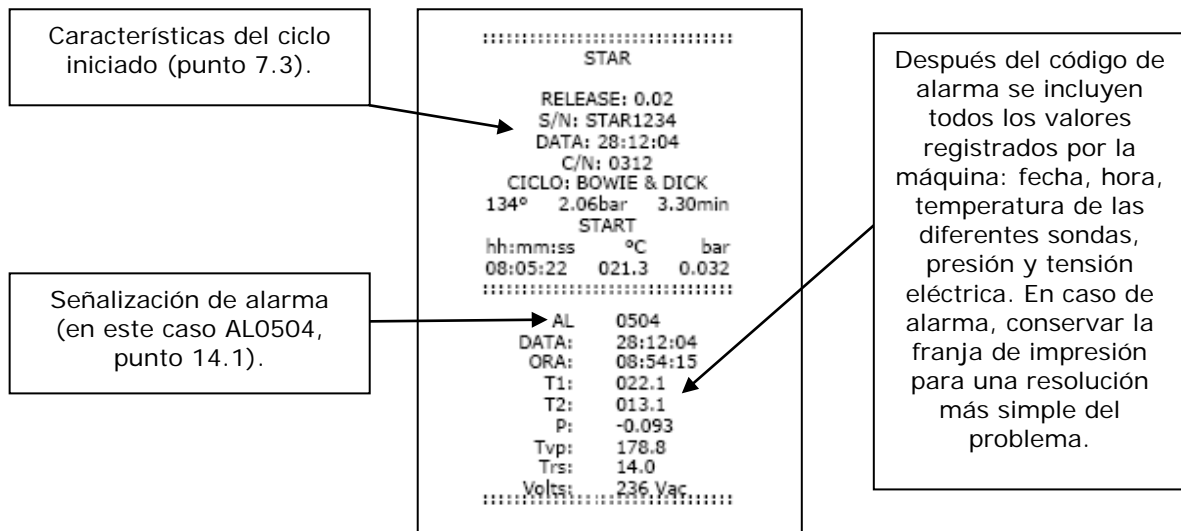 Características del ciclo
iniciado (punto 7.3).
Señalización de alarma
(en este caso AL0504,
punto 14.1).
::::::::::::::::::::::::::::::::
STAR
RELEASE: 0.02
S/N: STAR1234
DATA: 28:12:04
C/N: 0312
CICLO: BOWIE & DICK
134º 2.06bar 3.30min
START
hh:mm:ss ºC bar
08:05:22 021.3 0.032
::::::::::::::::::::::::::::::::
AL 0504
DATA: 28:12:04
ORA: 08:54:15
T1: 022.1
T2: 013.1
P: -0.093
Tvp: 178.8
Trs: 14.0
Volts: 236 Vac
::::::::::::::::::::::::::::::::
Después del código de
alarma se incluyen
todos los valores
registrados por la
máquina: fecha, hora,
temperatura de las
diferentes sondas,
presión y tensión
eléctrica. En caso de
alarma, conservar la
franja de impresión
para una resolución
más simple del
problema.